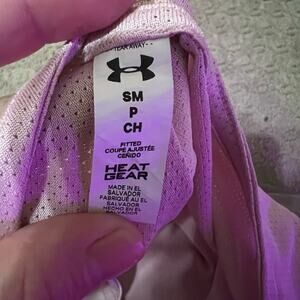 TEAR AWAY
SM
P
CH
FITTED
COUPE AJUSTÉE
CEÑIDO
HEAT
GEAR
MADE IN EL
SALVADOR
FABRIQUÉ AU EL
SALVADOR
HECHO EN EL
SALVADOR